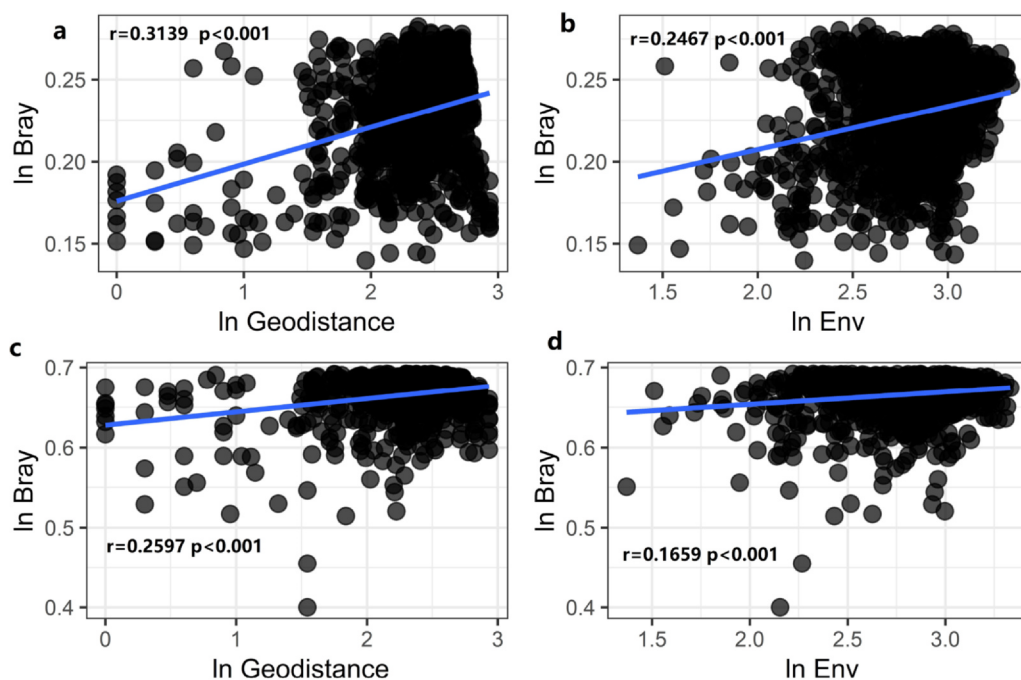 a
r=0.3139 p<0.001
0.25
0.20
0.15
ln Bray
0
1
2
3
ln Geodistance
b
r=0.2467 p<0.001
0.25
0.20
0.15
ln Bray
1.5
2.0
2.5
3.0
ln Env
c
0.7
0.6
0.5
0.4
ln Bray
r=0.2597 p<0.001
0
1
2
3
ln Geodistance
d
0.7
0.6
0.5
0.4
ln Bray
r=0.1659 p<0.001
1.5
2.0
2.5
3.0
ln Env